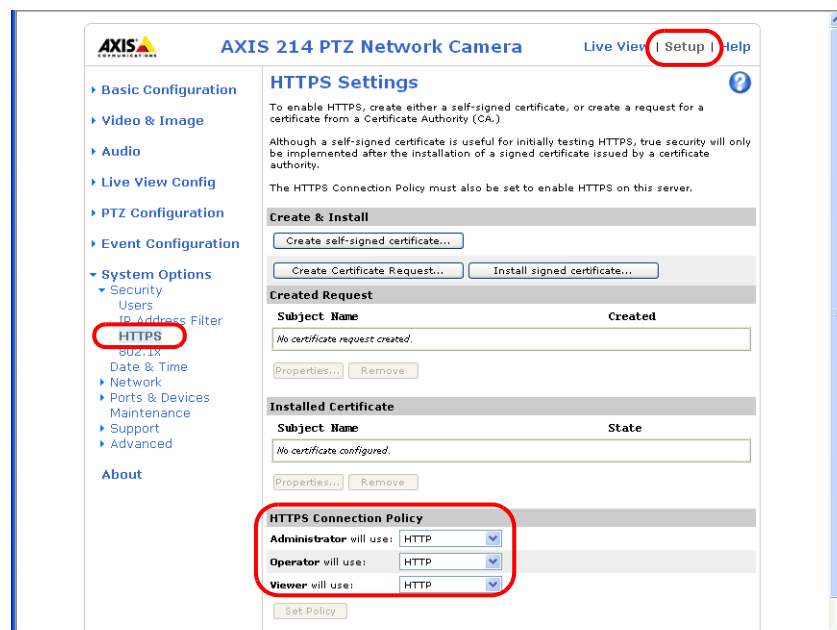 AXIS
COMMUNICATIONS
AXIS 214 PTZ Network Camera
Live View | Setup | Help
Basic Configuration
Video & Image
Audio
Live View Config
PTZ Configuration
Event Configuration
System Options
Security
Users
IP Address Filter
HTTPS
802.1x
Date & Time
Network
Ports & Devices
Maintenance
Support
Advanced
About
HTTPS Settings
?
To enable HTTPS, create either a self-signed certificate, or create a request for a
certificate from a Certificate Authority (CA.)
Although a self-signed certificate is useful for initially testing HTTPS, true security will only
be implemented after the installation of a signed certificate issued by a certificate
authority.
The HTTPS Connection Policy must also be set to enable HTTPS on this server.
Create & Install
Create self-signed certificate...
Create Certificate Request... Install signed certificate...
Created Request
Subject Name Created
No certificate request created.
Properties... Remove
Installed Certificate
Subject Name State
No certificate configured.
Properties... Remove
HTTPS Connection Policy
Administrator will use: HTTP
Operator will use: HTTP
Viewer will use: HTTP
Set Policy